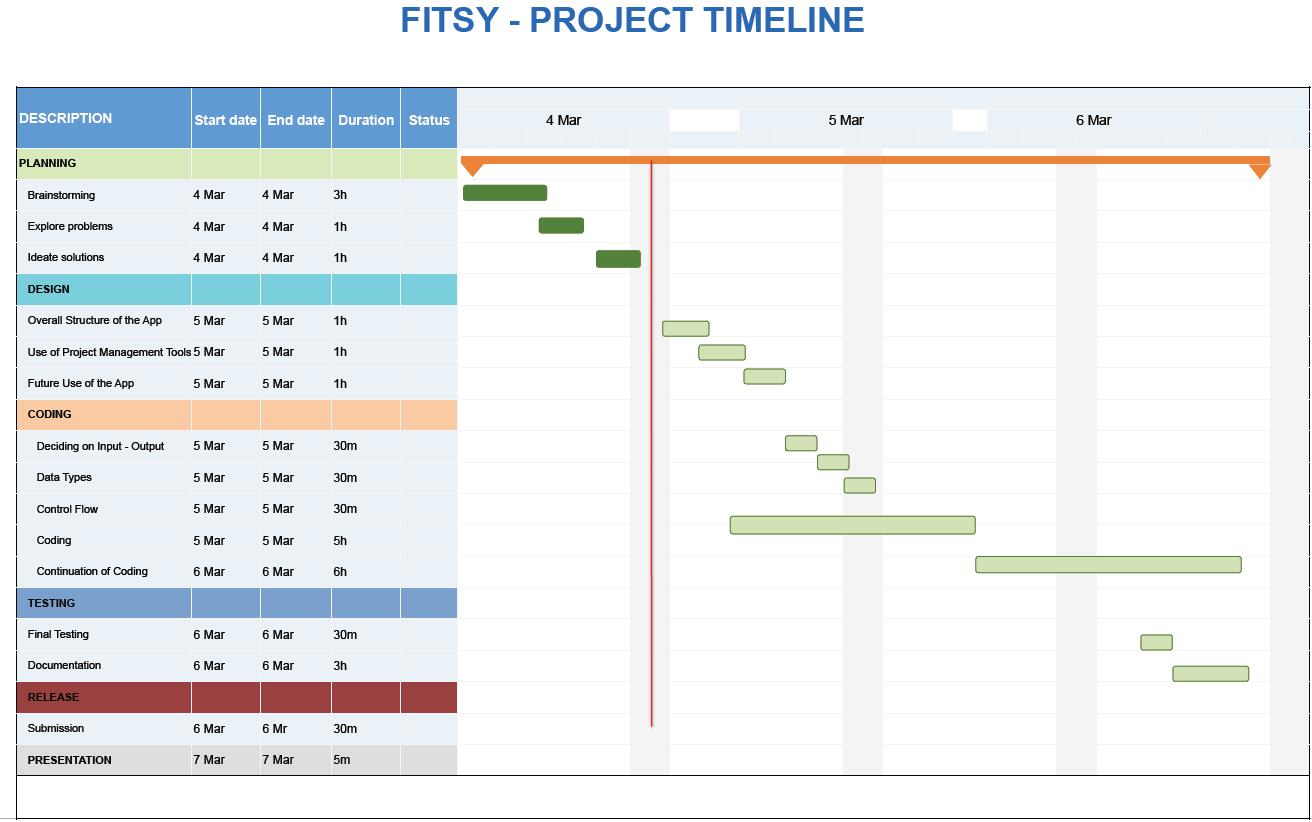 FITSY - PROJECT TIMELINE
DESCRIPTION Start date End date Duration Status 4 Mar 5 Mar 6 Mar
PLANNING
Brainstorming 4 Mar 4 Mar 3h
Explore problems 4 Mar 4 Mar 1h
Ideate solutions 4 Mar 4 Mar 1h
DESIGN
Overall Structure of the App 5 Mar 5 Mar 1h
Use of Project Management Tools 5 Mar 5 Mar 1h
Future Use of the App 5 Mar 5 Mar 1h
CODING
Deciding on Input - Output 5 Mar 5 Mar 30m
Data Types 5 Mar 5 Mar 30m
Control Flow 5 Mar 5 Mar 30m
Coding 5 Mar 5 Mar 5h
Continuation of Coding 6 Mar 6 Mar 6h
TESTING
Final Testing 6 Mar 6 Mar 30m
Documentation 6 Mar 6 Mar 3h
RELEASE
Submission 6 Mar 6 Mr 30m
PRESENTATION 7 Mar 7 Mar 5m